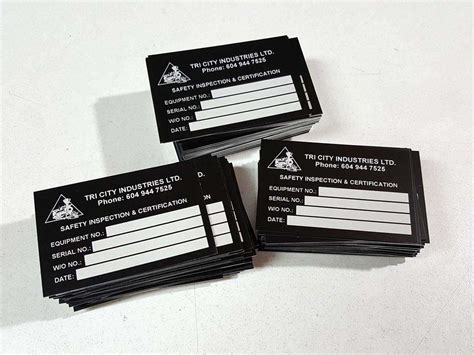 TRI CITY INDUSTRIES LTD.
Phone: 604 944 7525
SAFETY INSPECTION & CERTIFICATION
EQUIPMENT NO.:
SERIAL NO.:
W/O NO.:
DATE:
TRI CITY INDUSTRIES LTD.
Phone: 604 944 7525
SAFETY INSPECTION & CERTIFICATION
EQUIPMENT NO.:
SERIAL NO.:
W/O NO.:
DATE:
TRI CITY INDUSTRIES LTD.
Phone: 604 944 7525
SAFETY INSPECTION & CERTIFICATION
EQUIPMENT NO.:
SERIAL NO.:
W/O NO.:
DATE: